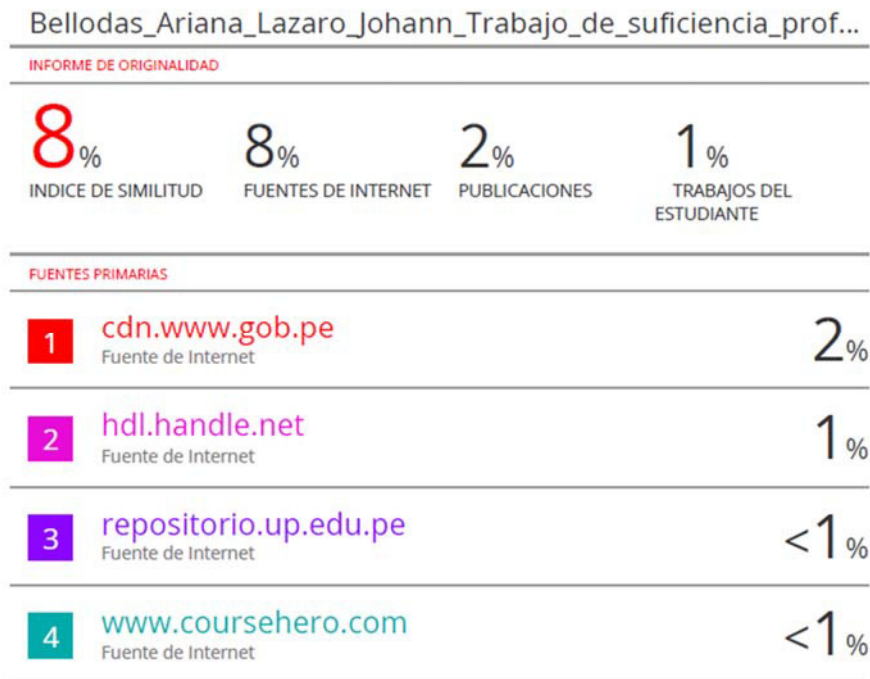 Bellodas_Ariana_Lazaro_Johann_Trabajo_de_suficiencia_prof...
INFORME DE ORIGINALIDAD
8%
INDICE DE SIMILITUD
8%
FUENTES DE INTERNET
2%
PUBLICACIONES
1%
TRABAJOS DEL
ESTUDIANTE
FUENTES PRIMARIAS
1
cdn.www.gob.pe
Fuente de Internet
2%
2
hdl.handle.net
Fuente de Internet
1%
3
repositorio.up.edu.pe
Fuente de Internet
<1%
4
www.coursehero.com
Fuente de Internet
<1%